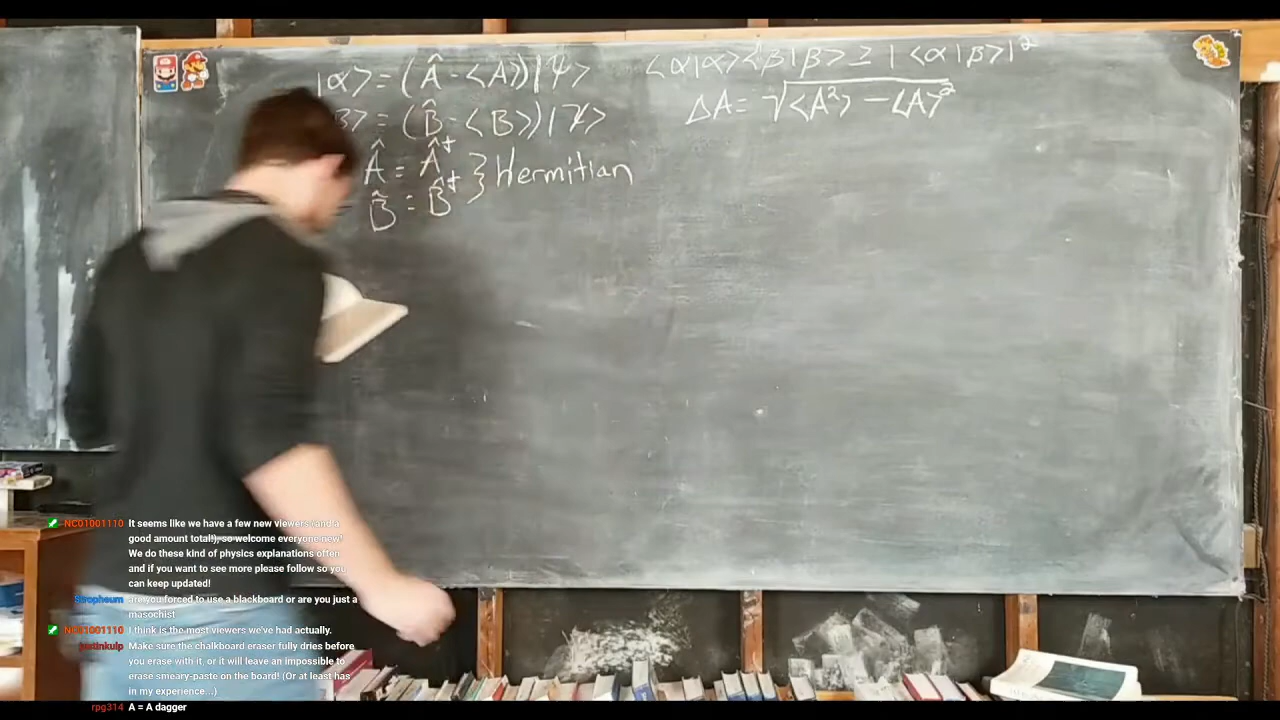 |α> = (Â - <A>)|ψ>
β> = (B̂ - <B>)|ψ>
Â = Â† } Hermitian
B̂ = B̂†
<α|α><β|β> ≥ |<α|β>|²
ΔA = √<A²> - <A>²
NC01001110 It seems like we have a few new viewers (and a
good amount total!), so welcome everyone new!
We do these kind of physics explanations often
and if you want to see more please follow so you
can keep updated!
are you forced to use a blackboard or are you just a
masochist
NC01001110 I think is the most viewers we've had actually.
justinkulp Make sure the chalkboard eraser fully dries before
you erase with it, or it will leave an impossible to
erase smeary-paste on the board! (Or at least has
in my experience...)
rpg314 A = A dagger